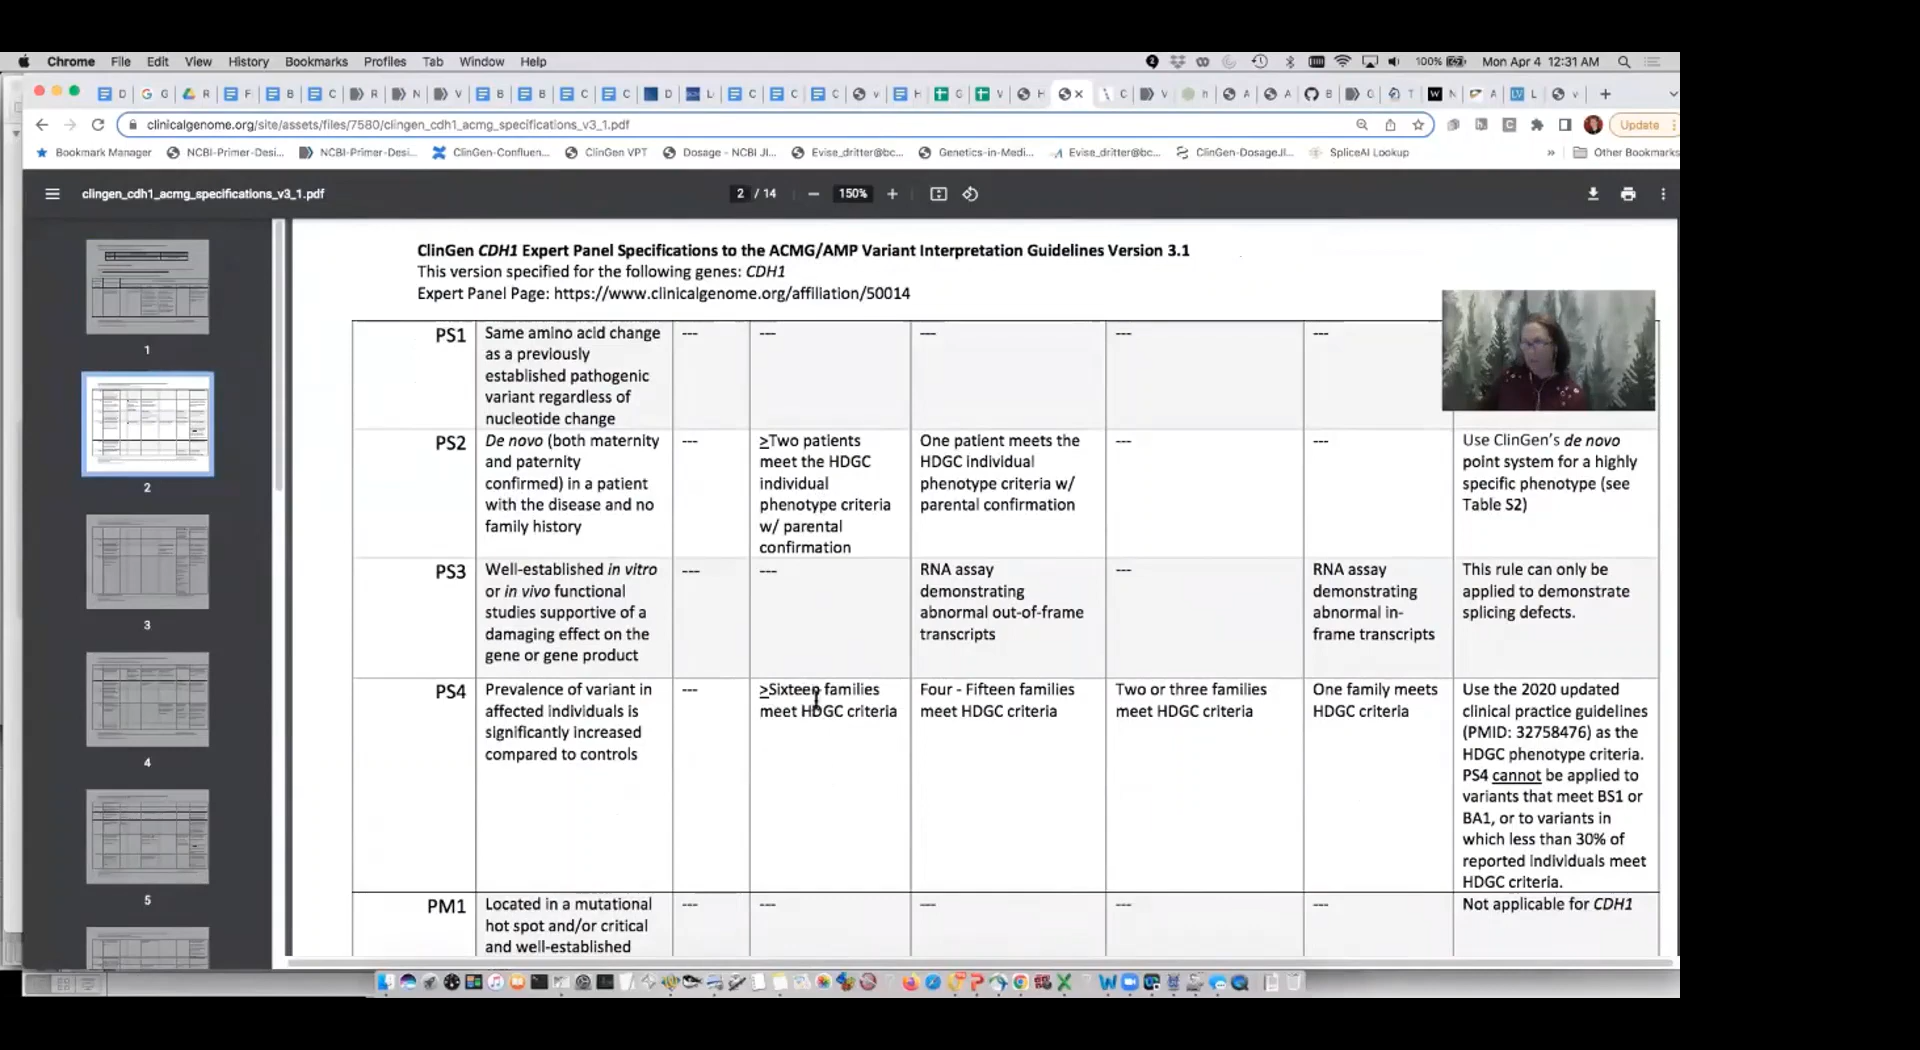 Chrome File Edit View History Bookmarks Profiles Tab Window Help 100% Mon Apr 4 12:31 AM
D G R F B C R N V B B C C D L C C C v H G V H × C V h A A B G T N A L v +
clinicalgenome.org/site/assets/files/7580/clingen_cdh1_acmg_specifications_v3_1.pdf Update
Bookmark Manager NCBI-Primer-Desi... NCBI-Primer-Desi... ClinGen-Confluen... ClinGen VPT Dosage - NCBI JI... Evise_dritter@bc... Genetics-in-Medi... Evise_dritter@bc... ClinGen-DosageJI... SpliceAI Lookup » Other Bookmarks
clingen_cdh1_acmg_specifications_v3_1.pdf 2 / 14 − 150% +
1
2
3
4
5
ClinGen CDH1 Expert Panel Specifications to the ACMG/AMP Variant Interpretation Guidelines Version 3.1
This version specified for the following genes: CDH1
Expert Panel Page: https://www.clinicalgenome.org/affiliation/50014
PS1
Same amino acid change
as a previously
established pathogenic
variant regardless of
nucleotide change
---
---
---
---
---
PS2
De novo (both maternity
and paternity
confirmed) in a patient
with the disease and no
family history
---
≥Two patients
meet the HDGC
individual
phenotype criteria
w/ parental
confirmation
One patient meets the
HDGC individual
phenotype criteria w/
parental confirmation
---
---
Use ClinGen's de novo
point system for a highly
specific phenotype (see
Table S2)
PS3
Well-established in vitro
or in vivo functional
studies supportive of a
damaging effect on the
gene or gene product
---
---
RNA assay
demonstrating
abnormal out-of-frame
transcripts
---
RNA assay
demonstrating
abnormal in-
frame transcripts
This rule can only be
applied to demonstrate
splicing defects.
PS4
Prevalence of variant in
affected individuals is
significantly increased
compared to controls
---
≥Sixteen families
meet HDGC criteria
Four - Fifteen families
meet HDGC criteria
Two or three families
meet HDGC criteria
One family meets
HDGC criteria
Use the 2020 updated
clinical practice guidelines
(PMID: 32758476) as the
HDGC phenotype criteria.
PS4 cannot be applied to
variants that meet BS1 or
BA1, or to variants in
which less than 30% of
reported individuals meet
HDGC criteria.
PM1
Located in a mutational
hot spot and/or critical
and well-established
---
---
---
---
---
Not applicable for CDH1